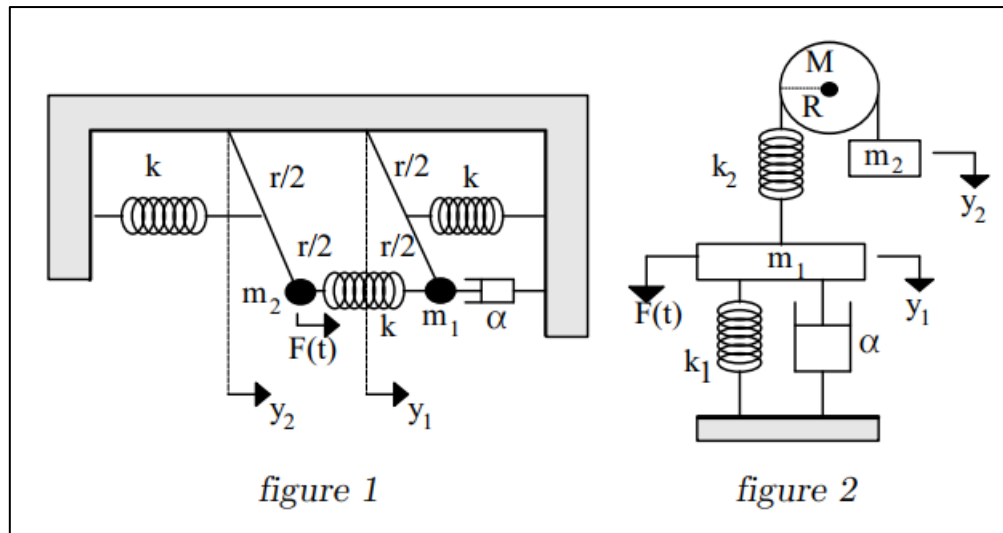 k
r/2
r/2
k
r/2
r/2
m₂
k
m₁
α
F(t)
y₂
y₁
figure 1
M
R
k₂
m₂
y₂
m₁
F(t)
y₁
k₁
α
figure 2